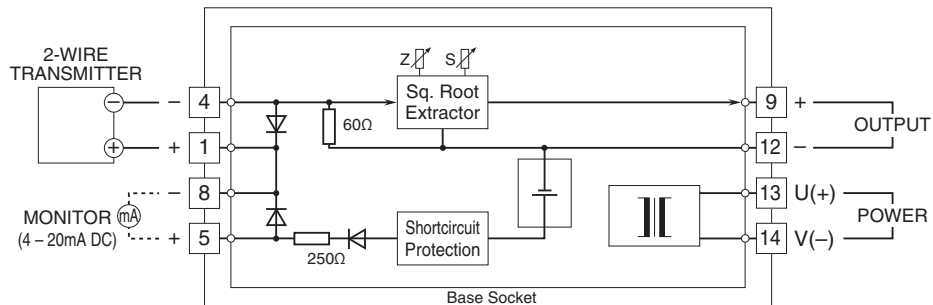 2-WIRE
TRANSMITTER
− − 4
+ + 1
− 8
MONITOR mA
(4 – 20mA DC) + 5
Z S
Sq. Root
Extractor
60Ω
250Ω
Shortcircuit
Protection
9 +
OUTPUT
12 –
13 U(+)
POWER
14 V(–)
Base Socket